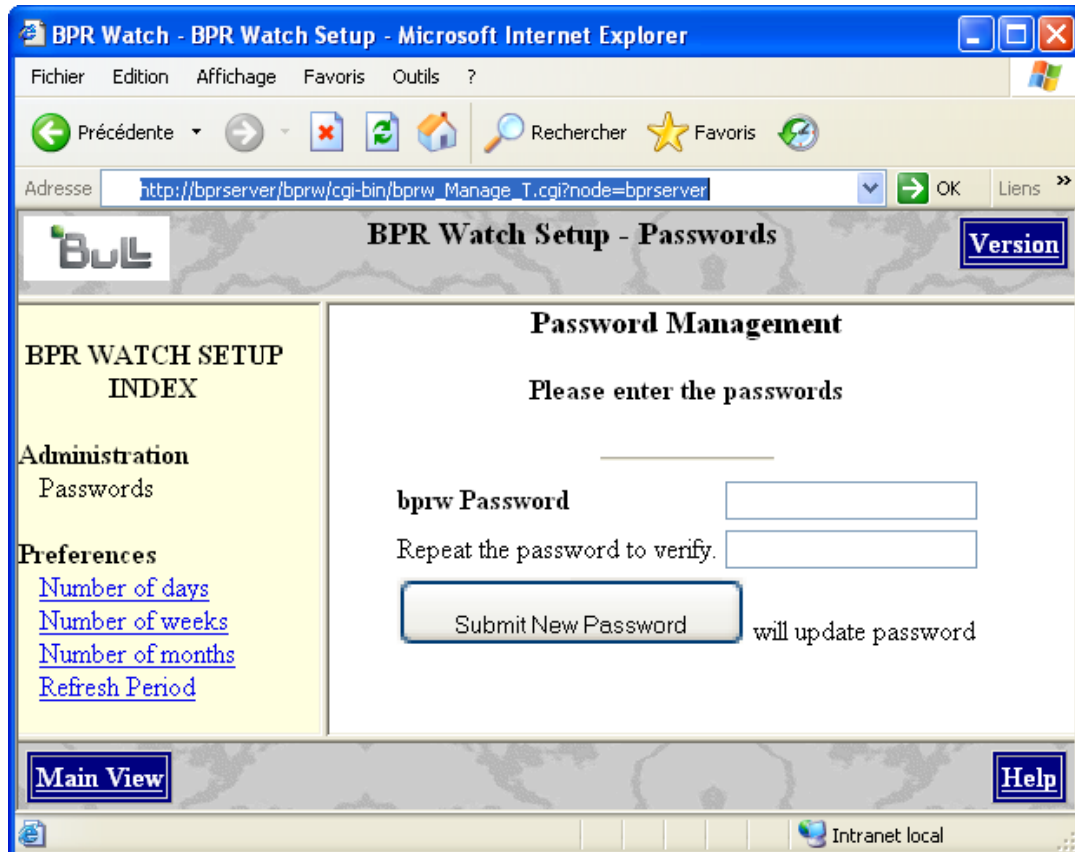 BPR Watch - BPR Watch Setup - Microsoft Internet Explorer
Fichier Edition Affichage Favoris Outils ?
Précédente Rechercher Favoris
Adresse http://bprserver/bprw/cgi-bin/bprw_Manage_T.cgi?node=bprserver OK Liens »
Bull BPR Watch Setup - Passwords Version
BPR WATCH SETUP
INDEX
Administration
Passwords
Preferences
Number of days
Number of weeks
Number of months
Refresh Period
Password Management
Please enter the passwords
bprw Password
Repeat the password to verify.
Submit New Password will update password
Main View Help
Intranet local